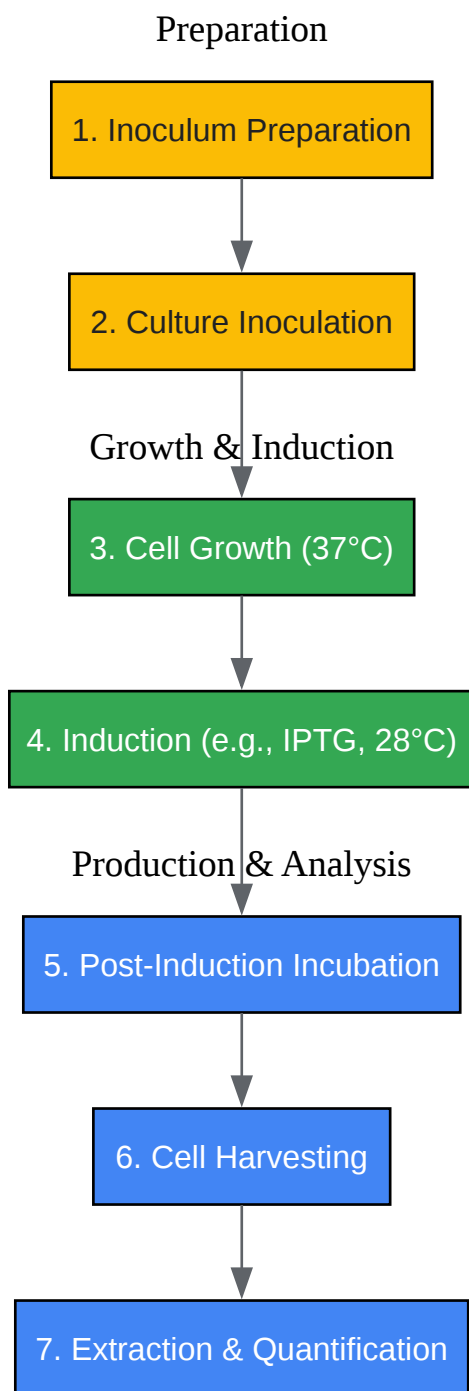 Preparation
1. Inoculum Preparation
2. Culture Inoculation
Growth & Induction
3. Cell Growth (37°C)
4. Induction (e.g., IPTG, 28°C)
Production & Analysis
5. Post-Induction Incubation
6. Cell Harvesting
7. Extraction & Quantification